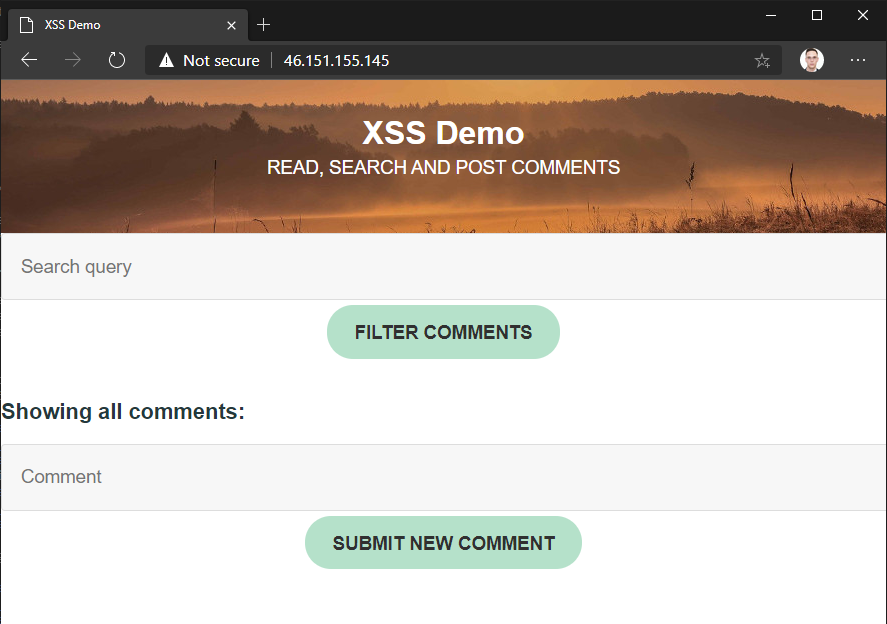 XSS Demo
Not secure 46.151.155.145
XSS Demo
READ, SEARCH AND POST COMMENTS
Search query
FILTER COMMENTS
Showing all comments:
Comment
SUBMIT NEW COMMENT